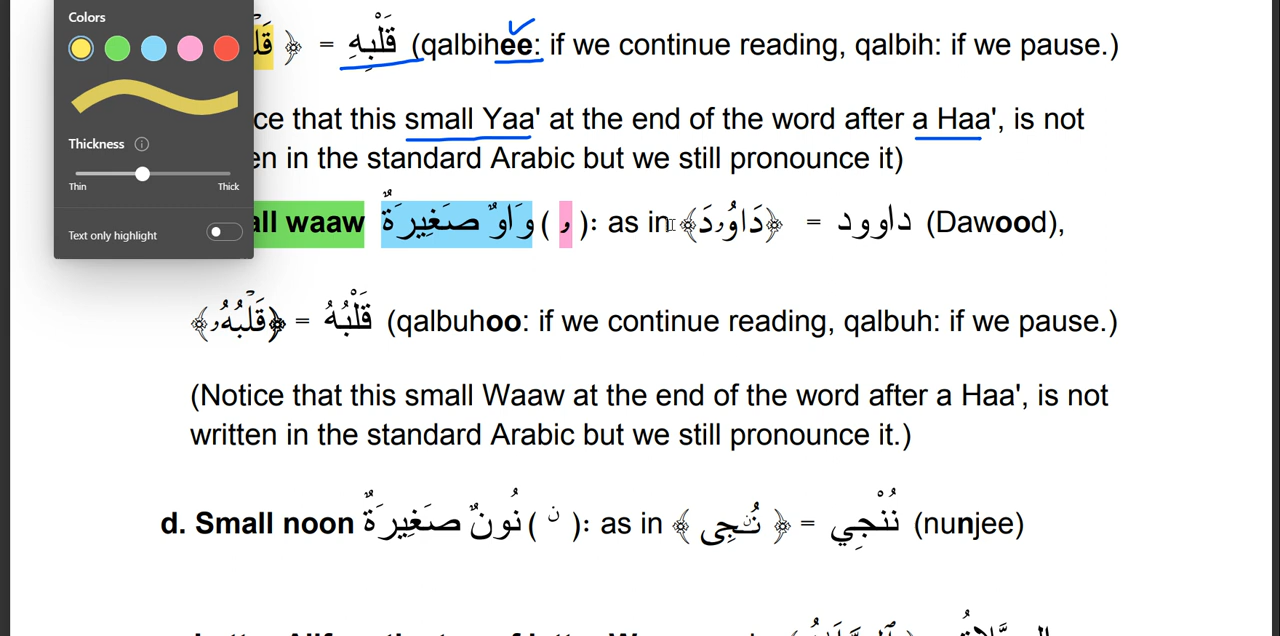 Colors
Thickness
Thin Thick
Text only highlight
﴾ = قَلْبِهِ (qalbihee: if we continue reading, qalbih: if we pause.)
ce that this small Yaa' at the end of the word after a Haa', is not
en in the standard Arabic but we still pronounce it)
all waaw وَاوٌ صَغِيرَةٌ ( و ): as in ﴿دَاوُۥدَ﴾ = داوود (Dawood),
﴿قَلْبُهُۥ﴾ = قَلْبُهُ (qalbuhoo: if we continue reading, qalbuh: if we pause.)
(Notice that this small Waaw at the end of the word after a Haa', is not
written in the standard Arabic but we still pronounce it.)
d. Small noon نُونٌ صَغِيرَةٌ ( ن ): as in ﴿ نُۨجِى ﴾ = نُنْجِي (nunjee)